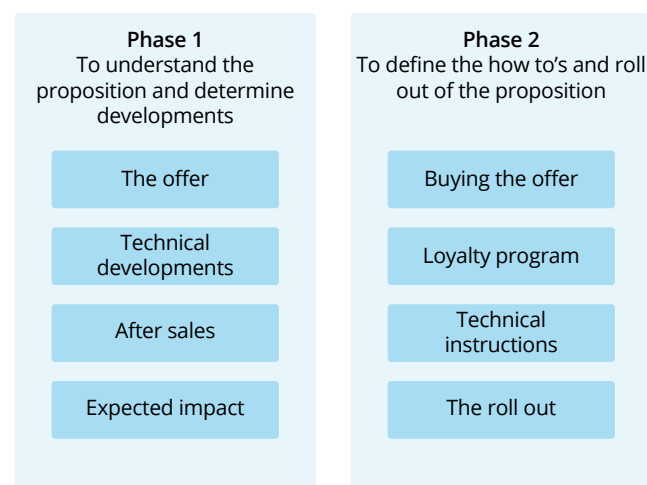 Phase 1
To understand the
proposition and determine
developments
The offer
Technical
developments
After sales
Expected impact
Phase 2
To define the how to's and roll
out of the proposition
Buying the offer
Loyalty program
Technical
instructions
The roll out